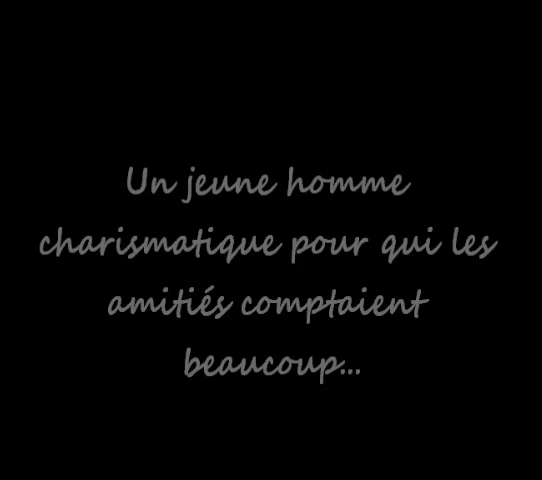 Un jeune homme
charismatique pour qui les
amitiés comptaient
beaucoup...